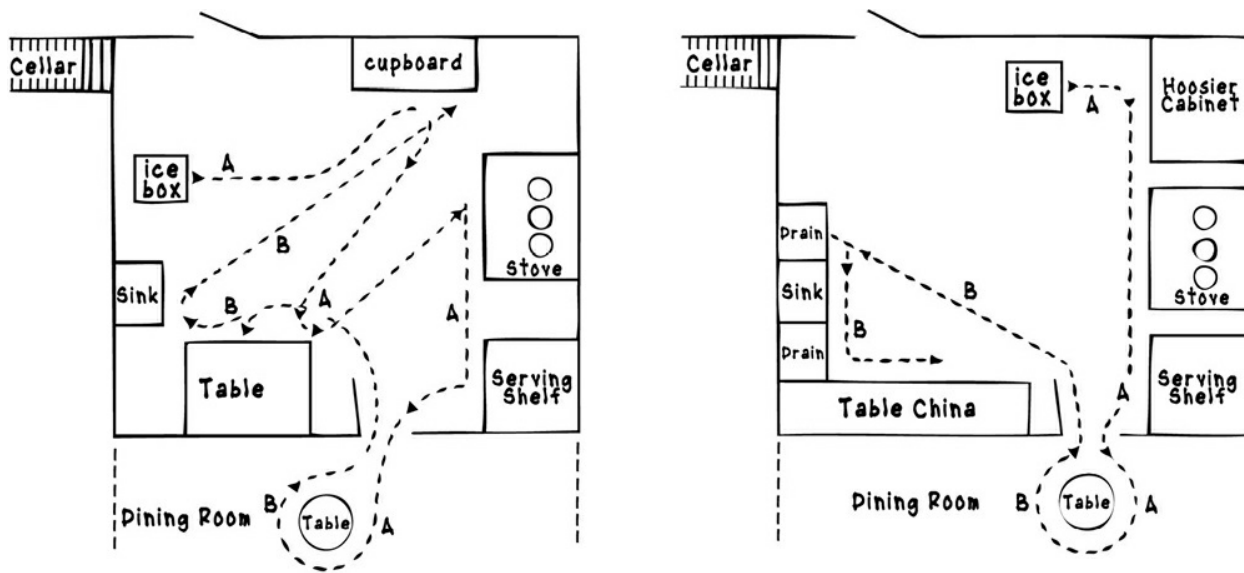 Cellar
cupboard
ice
box
A
B
Sink
B
A
A
Stove
Table
Serving
Shelf
Dining Room
B
Table
A
Cellar
ice
box
A
Hoosier
Cabinet
Drain
Sink
Drain
B
B
Stove
A
Serving
Shelf
Table China
Dining Room
B
Table
A